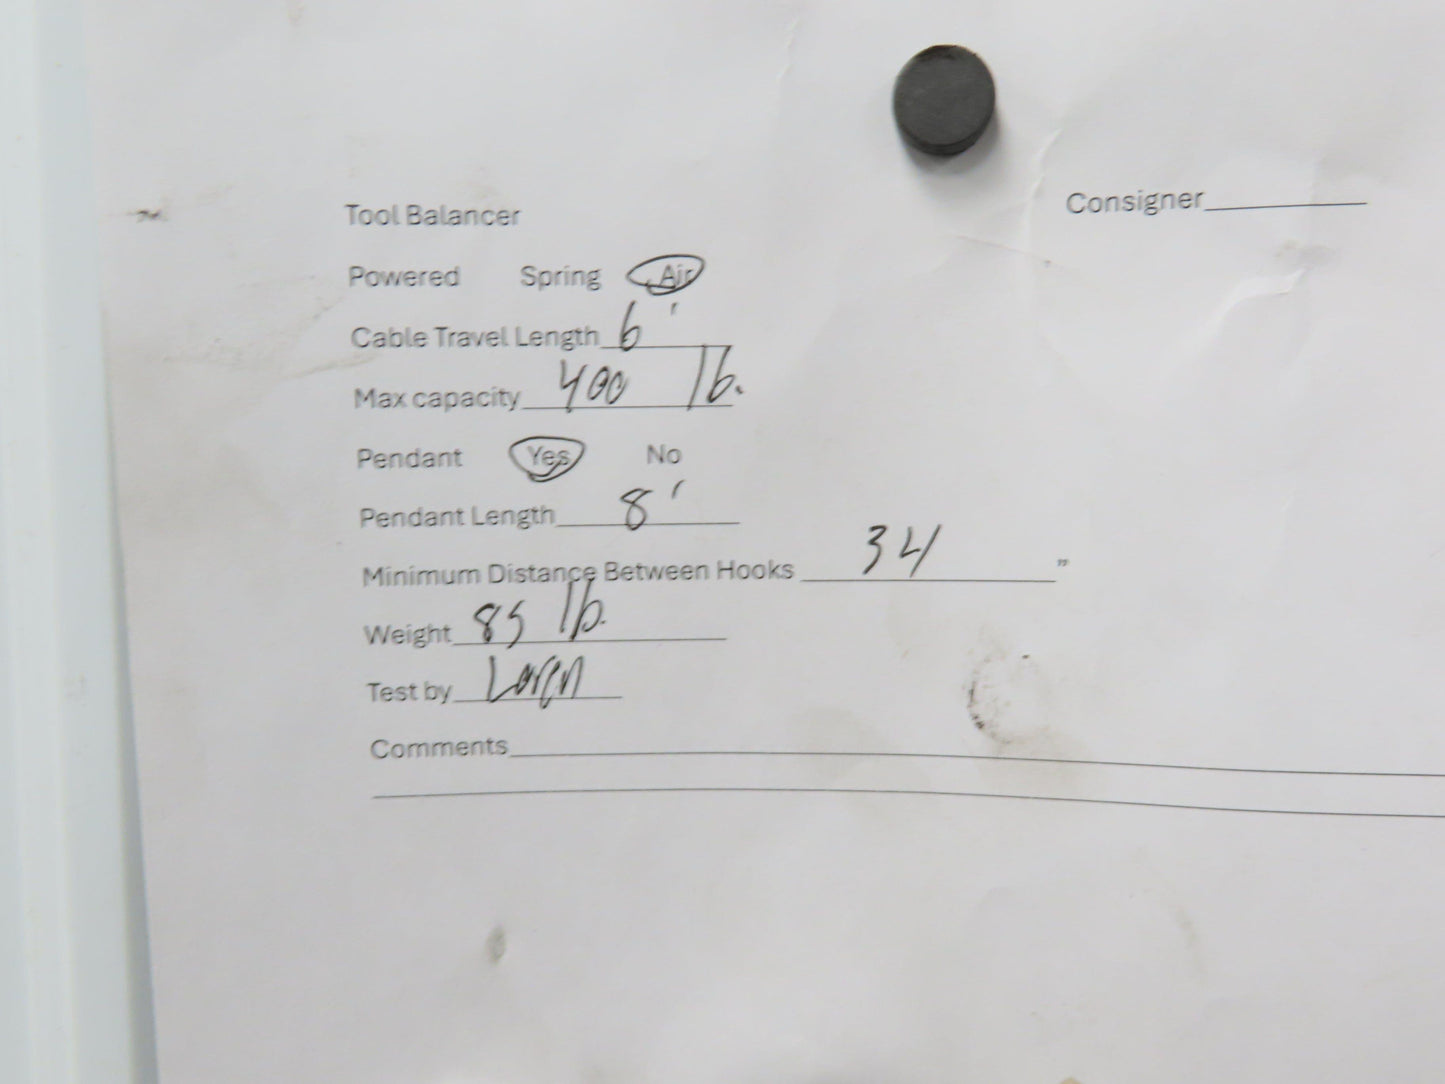 Tool Balancer
Consigner
Powered Spring Air
Cable Travel Length 6'
Max capacity 400 lb.
Pendant Yes No
Pendant Length 8'
Minimum Distance Between Hooks 34 "
Weight 85 lb.
Test by Loren
Comments